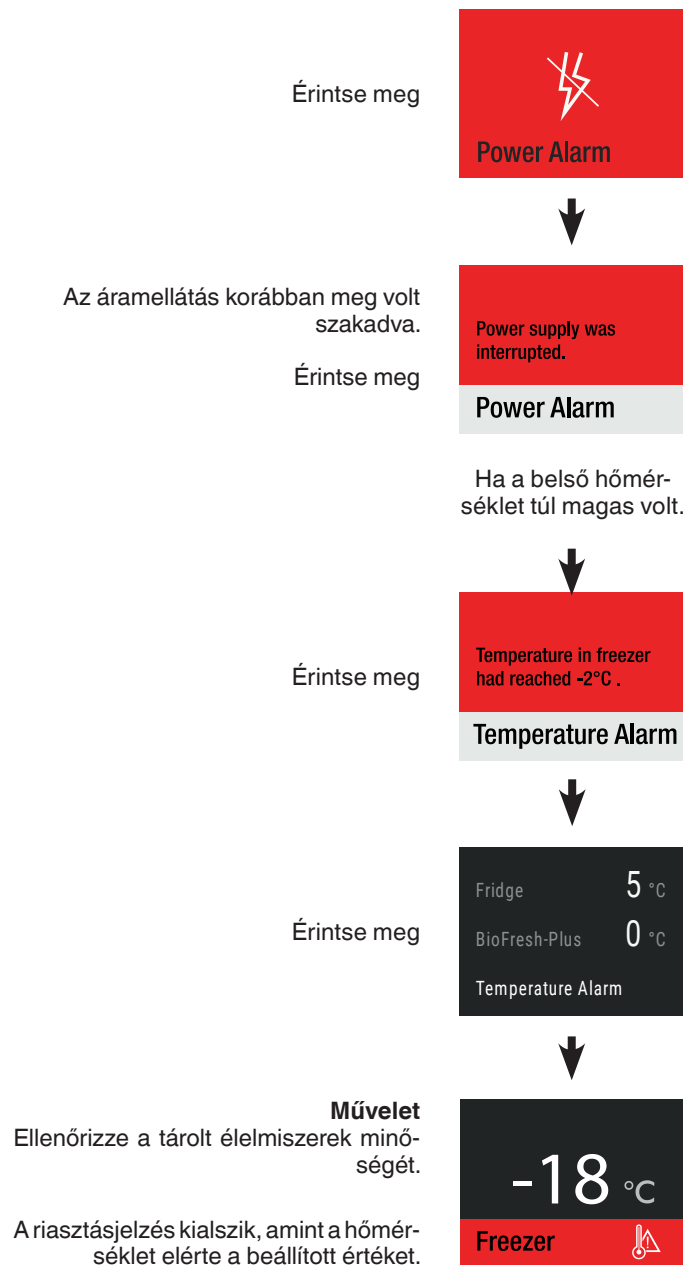 Érintse meg
Power Alarm
Az áramellátás korábban meg volt
szakadva.
Érintse meg
Power supply was
interrupted.
Power Alarm
Ha a belső hőmér-
séklet túl magas volt.
Érintse meg
Temperature in freezer
had reached -2°C .
Temperature Alarm
Érintse meg
Fridge 5 °C
BioFresh-Plus 0 °C
Temperature Alarm
Művelet
Ellenőrizze a tárolt élelmiszerek minő-
ségét.
A riasztásjelzés kialszik, amint a hőmér-
séklet elérte a beállított értéket.
-18 °C
Freezer